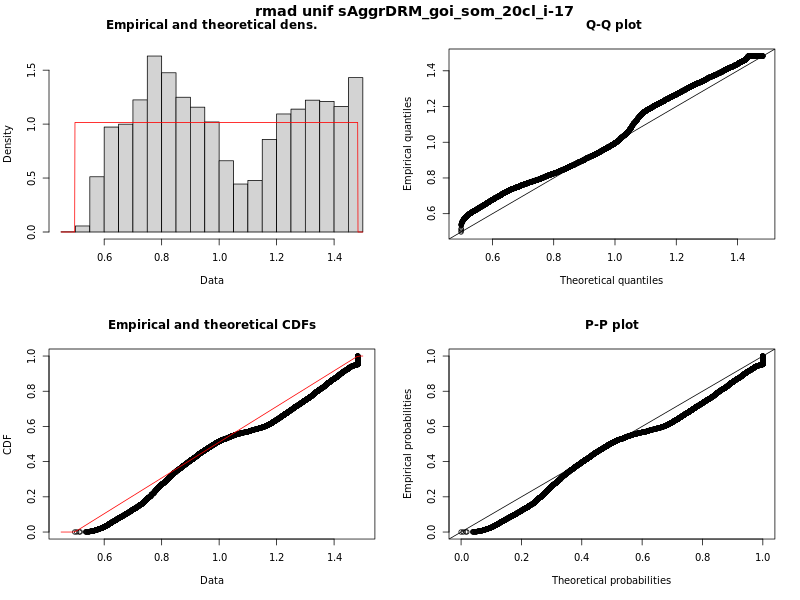 rmad unif sAggrDRM_goi_som_20cl_i-17
Empirical and theoretical dens.
Density
0.0 0.5 1.0 1.5
0.6 0.8 1.0 1.2 1.4
Data
Q-Q plot
Empirical quantiles
0.6 0.8 1.0 1.2 1.4
0.6 0.8 1.0 1.2 1.4
Theoretical quantiles
Empirical and theoretical CDFs
CDF
0.0 0.2 0.4 0.6 0.8 1.0
0.6 0.8 1.0 1.2 1.4
Data
P-P plot
Empirical probabilities
0.0 0.2 0.4 0.6 0.8 1.0
0.0 0.2 0.4 0.6 0.8 1.0
Theoretical probabilities